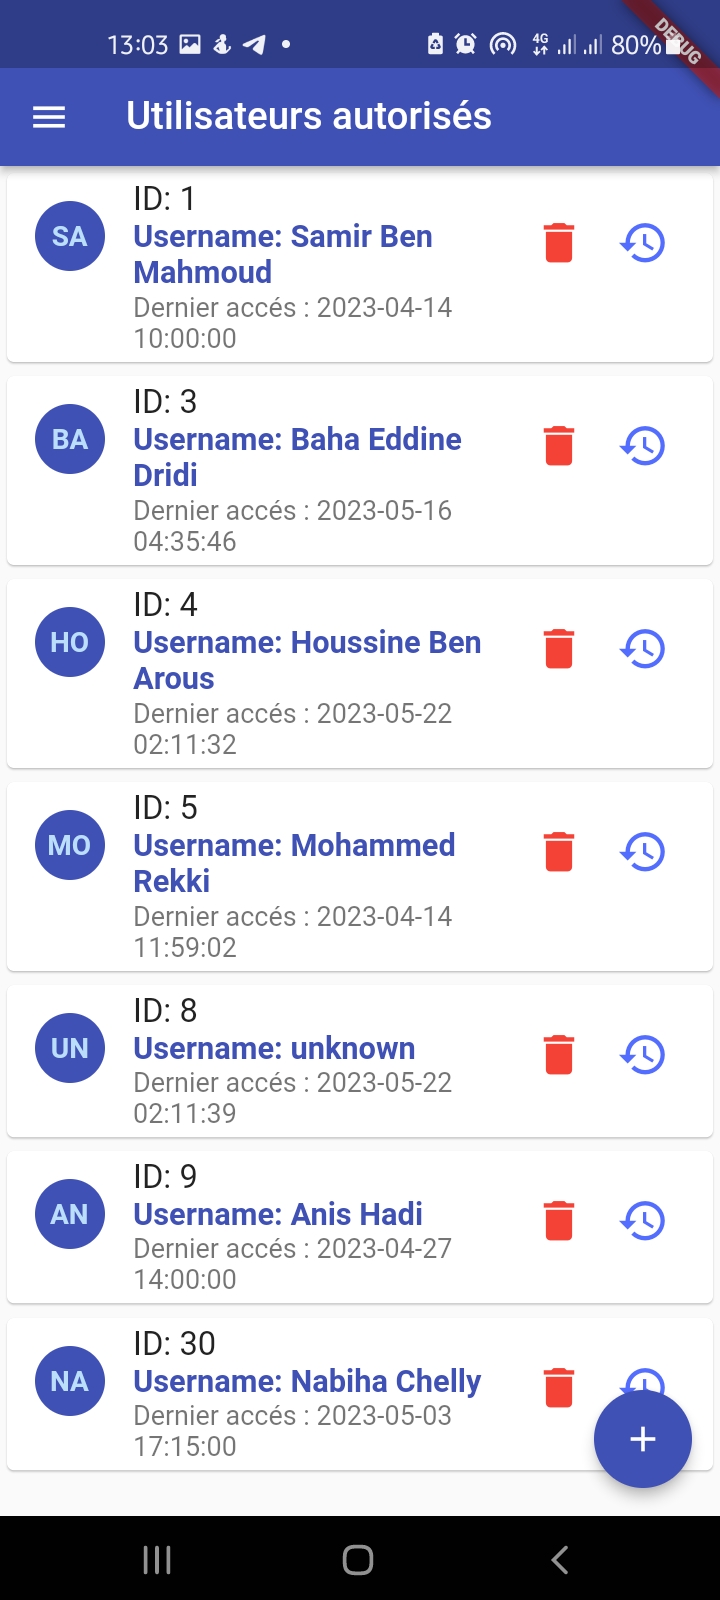 13:03 4G 80%
DEBUG
Utilisateurs autorisés
SA
ID: 1
Username: Samir Ben
Mahmoud
Dernier accés : 2023-04-14
10:00:00
BA
ID: 3
Username: Baha Eddine
Dridi
Dernier accés : 2023-05-16
04:35:46
HO
ID: 4
Username: Houssine Ben
Arous
Dernier accés : 2023-05-22
02:11:32
MO
ID: 5
Username: Mohammed
Rekki
Dernier accés : 2023-04-14
11:59:02
UN
ID: 8
Username: unknown
Dernier accés : 2023-05-22
02:11:39
AN
ID: 9
Username: Anis Hadi
Dernier accés : 2023-04-27
14:00:00
NA
ID: 30
Username: Nabiha Chelly
Dernier accés : 2023-05-03
17:15:00